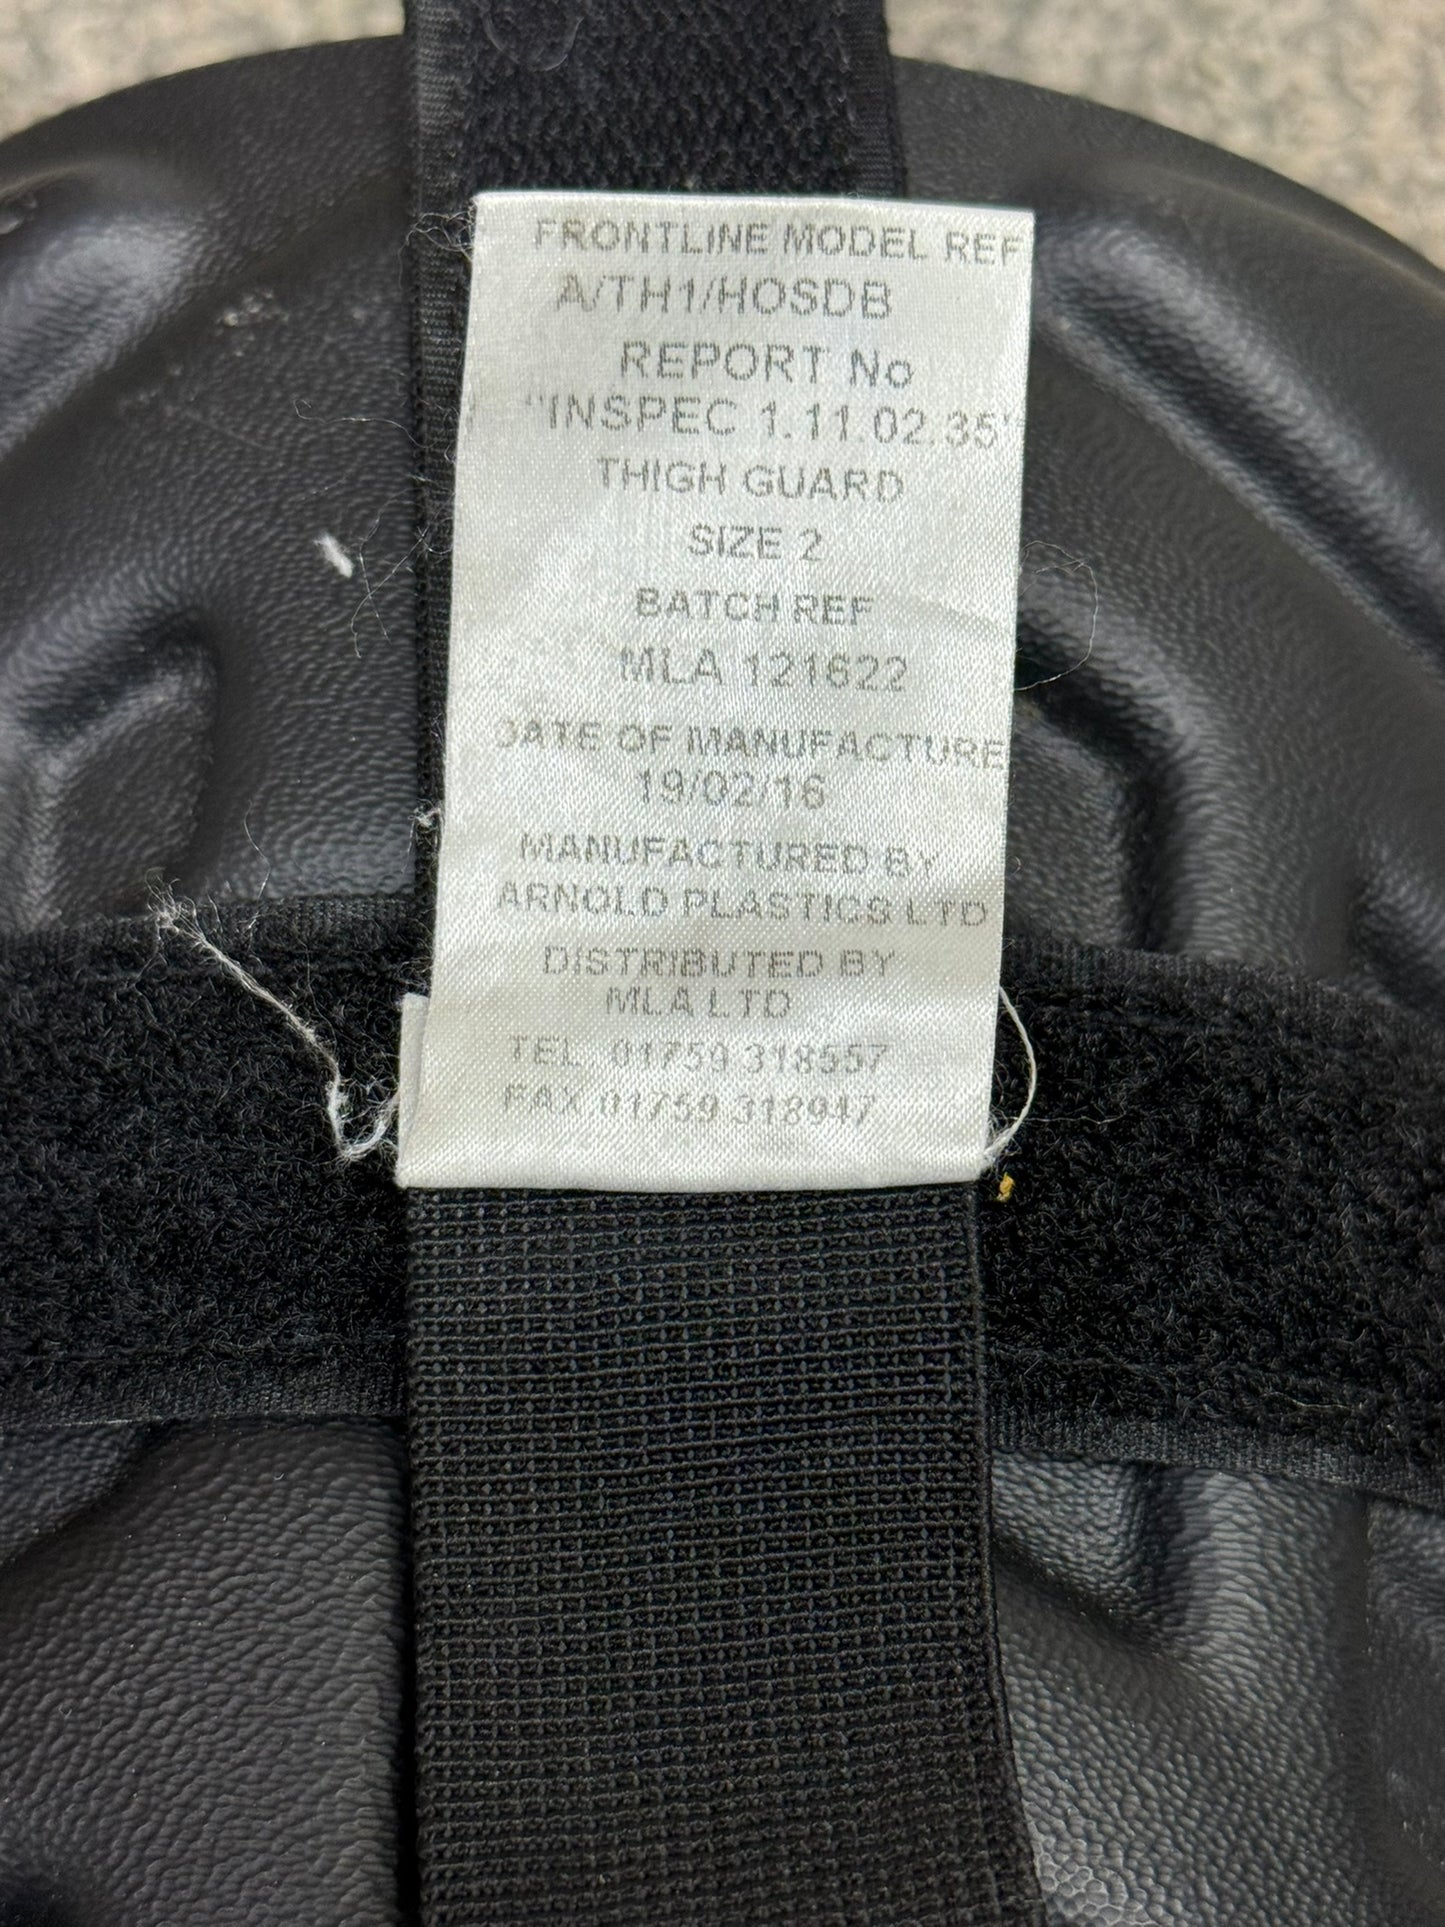 FRONTLINE MODEL REF
A/TH1/HOSDB
REPORT No
"INSPEC 1.11.02.35"
THIGH GUARD
SIZE 2
BATCH REF
MLA 121622
DATE OF MANUFACTURE
19/02/16
MANUFACTURED BY
ARNOLD PLASTICS LTD
DISTRIBUTED BY
MLA LTD
TEL 01759 318557
FAX 01759 318947